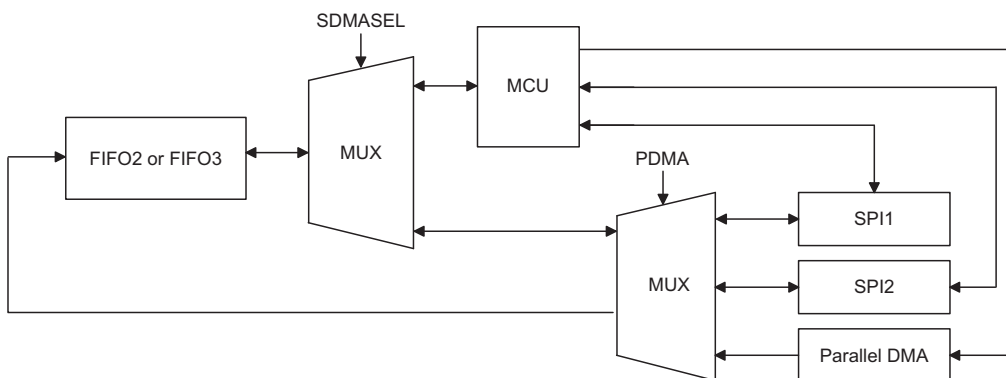 SDMASEL
MCU
MUX
FIFO2 or FIFO3
PDMA
SPI1
MUX
SPI2
Parallel DMA